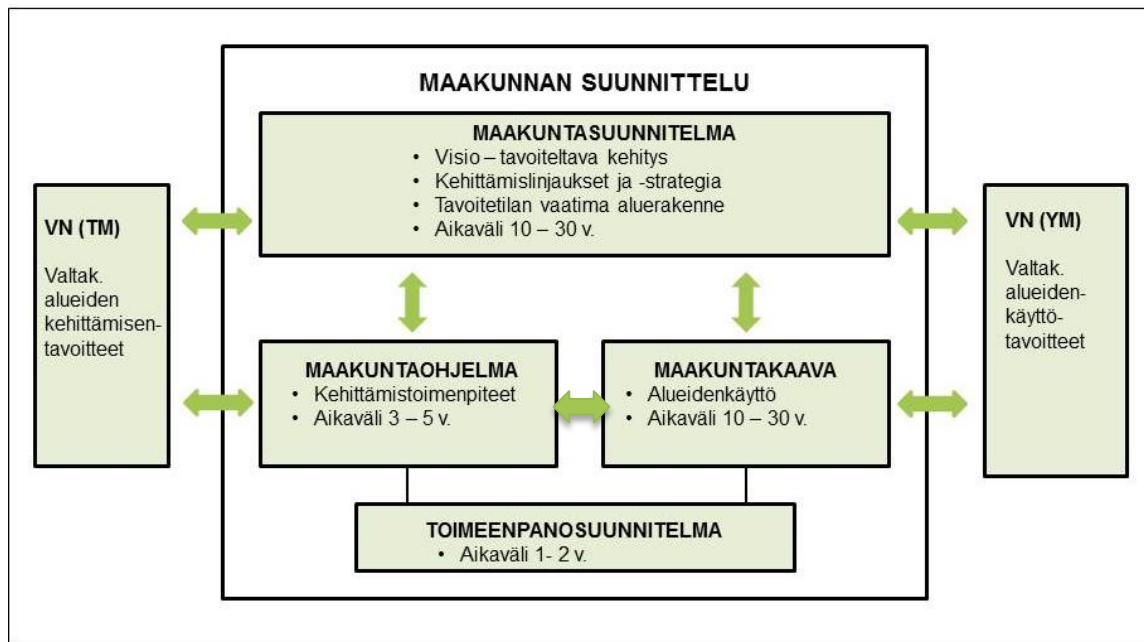 MAAKUNNAN SUUNNITTELU
MAAKUNTASUUNNITELMA
• Visio – tavoiteltava kehitys
• Kehittämislinjaukset ja -strategia
• Tavoitetilan vaatima aluerakenne
• Aikaväli 10 – 30 v.
VN (TM)
Valtak.
alueiden
kehittämisen-
tavoitteet
VN (YM)
Valtak.
alueiden-
käyttö-
tavoitteet
MAAKUNTAOHJELMA
• Kehittämistoimenpiteet
• Aikaväli 3 – 5 v.
MAAKUNTAKAAVA
• Alueidenkäyttö
• Aikaväli 10 – 30 v.
TOIMEENPANOSUUNNITELMA
• Aikaväli 1- 2 v.